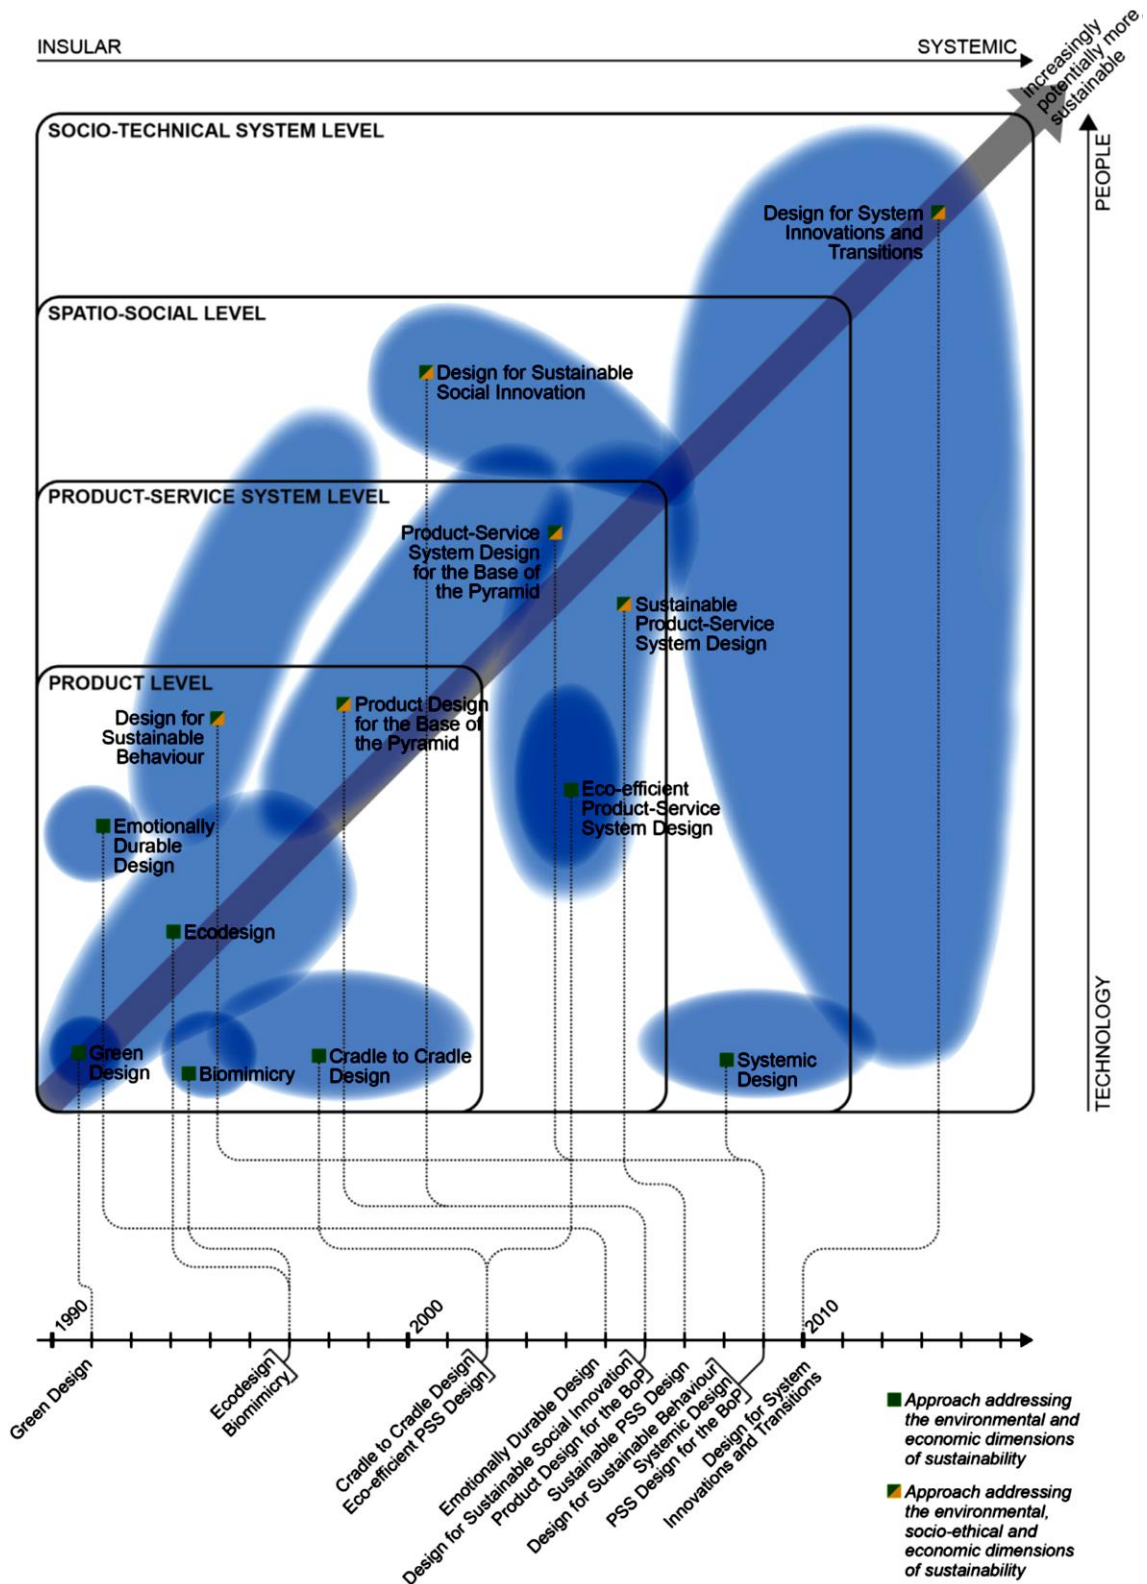 INSULAR
SYSTEMIC
increasingly
potentially more
sustainable
PEOPLE
TECHNOLOGY
SOCIO-TECHNICAL SYSTEM LEVEL
Design for System
Innovations and
Transitions
SPATIO-SOCIAL LEVEL
Design for Sustainable
Social Innovation
PRODUCT-SERVICE SYSTEM LEVEL
Product-Service
System Design
for the Base of
the Pyramid
Sustainable
Product-Service
System Design
PRODUCT LEVEL
Design for
Sustainable
Behaviour
Product Design
for the Base of
the Pyramid
Eco-efficient
Product-Service
System Design
Emotionally
Durable
Design
Ecodesign
Green
Design
Biomimicry
Cradle to Cradle
Design
Systemic
Design
1990
2000
2010
Green Design
Ecodesign
Biomimicry
Cradle to Cradle Design
Eco-efficient PSS Design
Emotionally Durable Design
Design for Sustainable Social Innovation
Product Design for the BoP
Sustainable PSS Design
Design for Sustainable Behaviour
Systemic Design
PSS Design for the BoP
Design for System
Innovations and Transitions
Approach addressing
the environmental and
economic dimensions
of sustainability
Approach addressing
the environmental,
socio-ethical and
economic dimensions
of sustainability